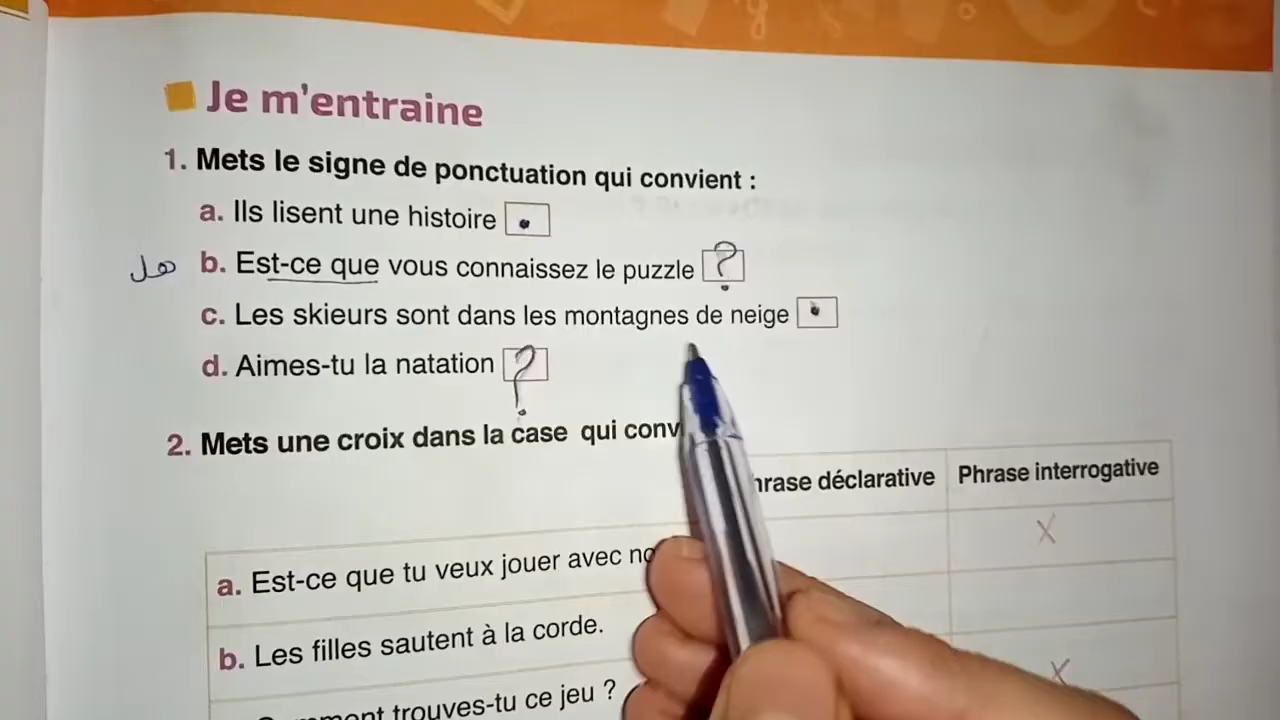 Je m'entraine
1. Mets le signe de ponctuation qui convient :
a. Ils lisent une histoire .
هل b. Est-ce que vous connaissez le puzzle ?
c. Les skieurs sont dans les montagnes de neige .
d. Aimes-tu la natation ?
2. Mets une croix dans la case qui
déclarative Phrase interrogative
a. Est-ce que tu veux jouer avec X
b. Les filles sautent à la corde.
trouves-tu ce jeu ? X